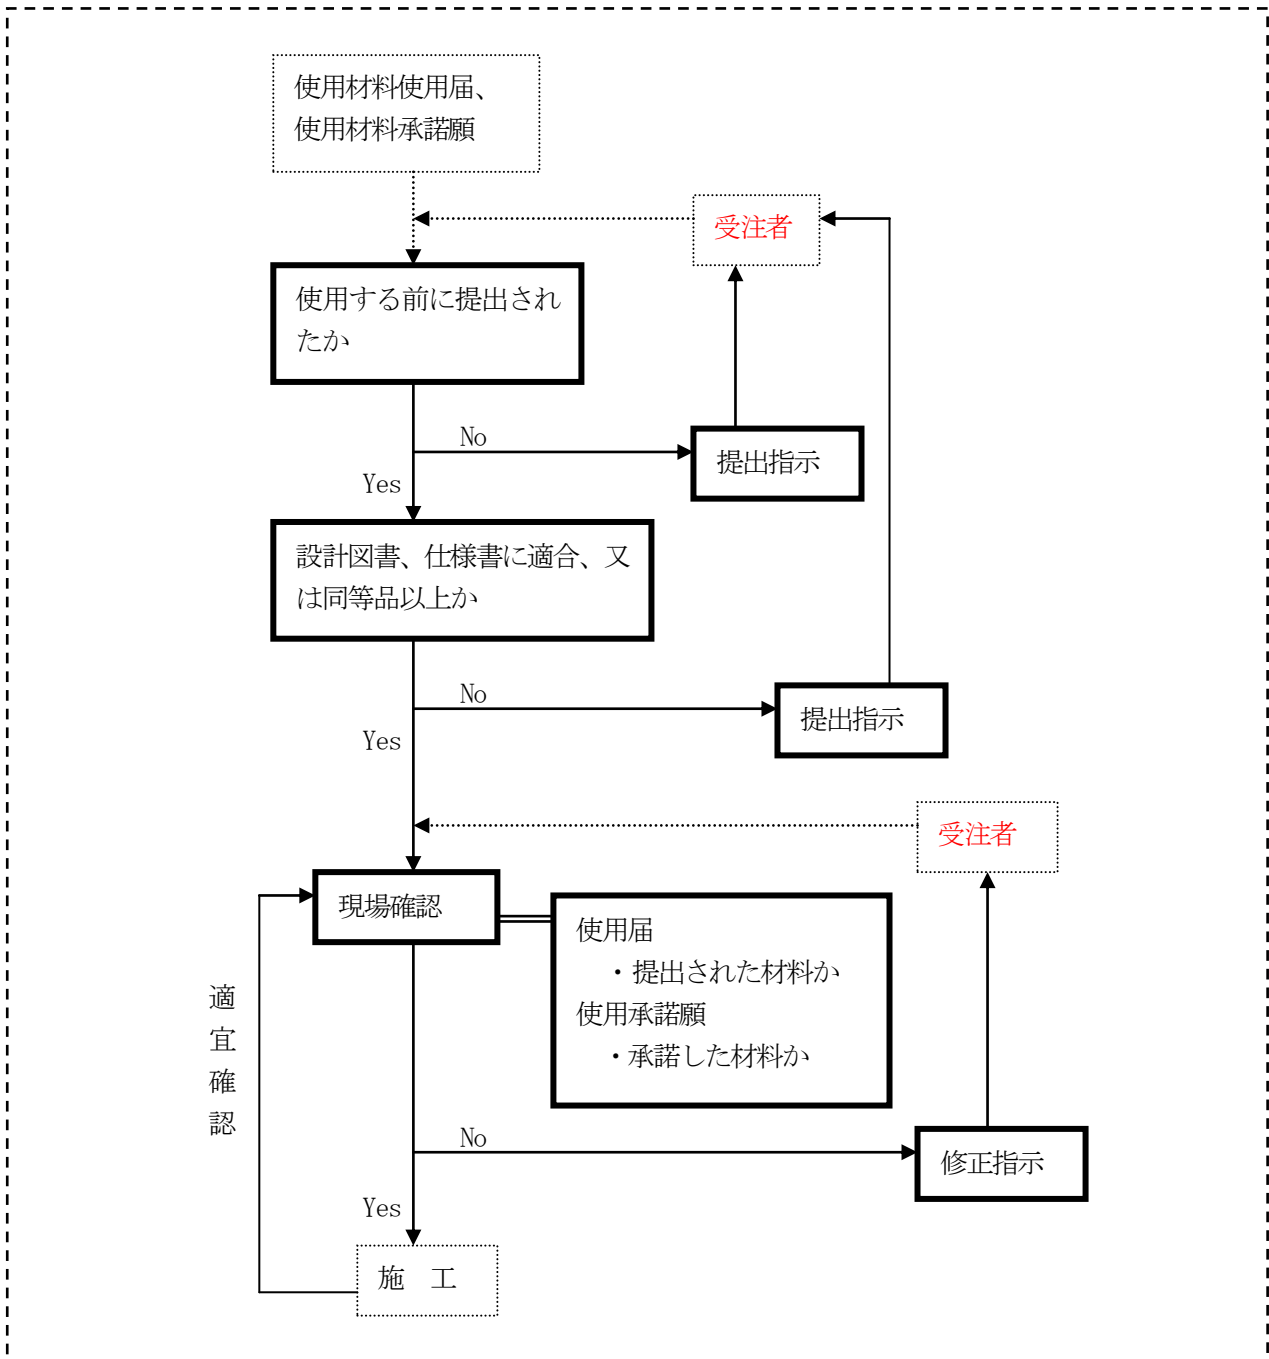 使用材料使用届、
使用材料承諾願
受注者
使用する前に提出され
たか
No
提出指示
Yes
設計図書、仕様書に適合、又
は同等品以上か
No
提出指示
Yes
受注者
現場確認
使用届
・提出された材料か
使用承諾願
・承諾した材料か
適宜確認
No
修正指示
Yes
施　工